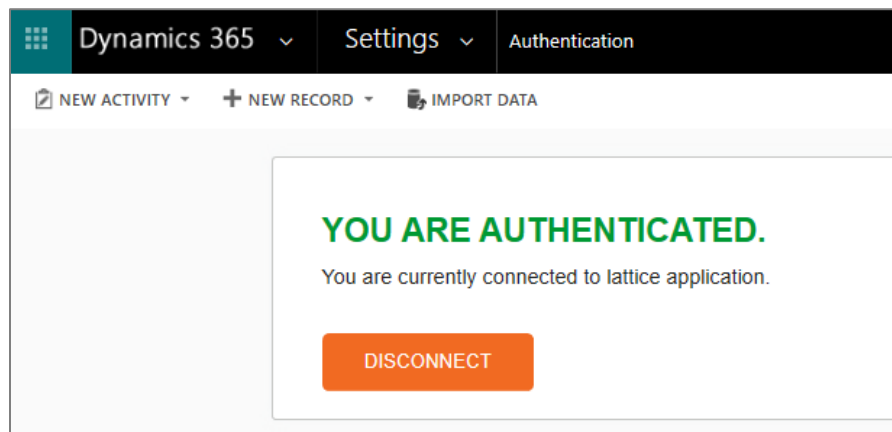 Dynamics 365 Settings Authentication
NEW ACTIVITY NEW RECORD IMPORT DATA
YOU ARE AUTHENTICATED.
You are currently connected to lattice application.
DISCONNECT